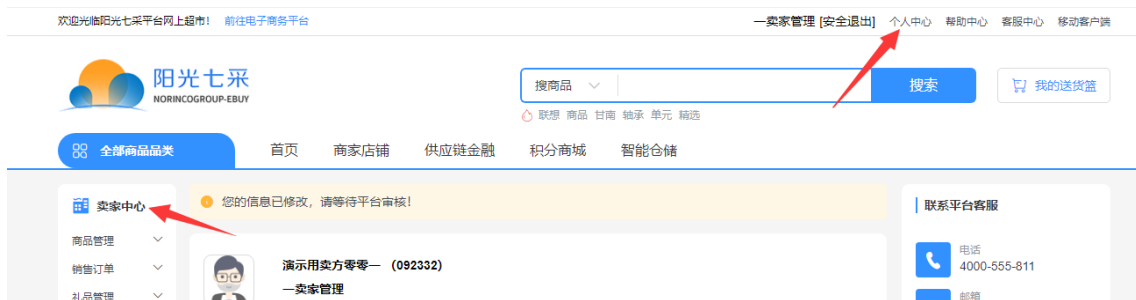 欢迎光临阳光七采平台网上超市! 前往电子商务平台
一卖家管理 [安全退出] 个人中心 帮助中心 客服中心 移动客户端
阳光七采
NORINCOGROUP-EBUY
搜商品 搜索 我的送货篮
联想 商品 甘南 轴承 单元 精选
全部商品品类 首页 商家店铺 供应链金融 积分商城 智能仓储
卖家中心
商品管理
销售订单
礼品管理
您的信息已修改，请等待平台审核!
演示用卖方零零一 （092332)
一卖家管理
联系平台客服
电话
4000-555-811
邮箱